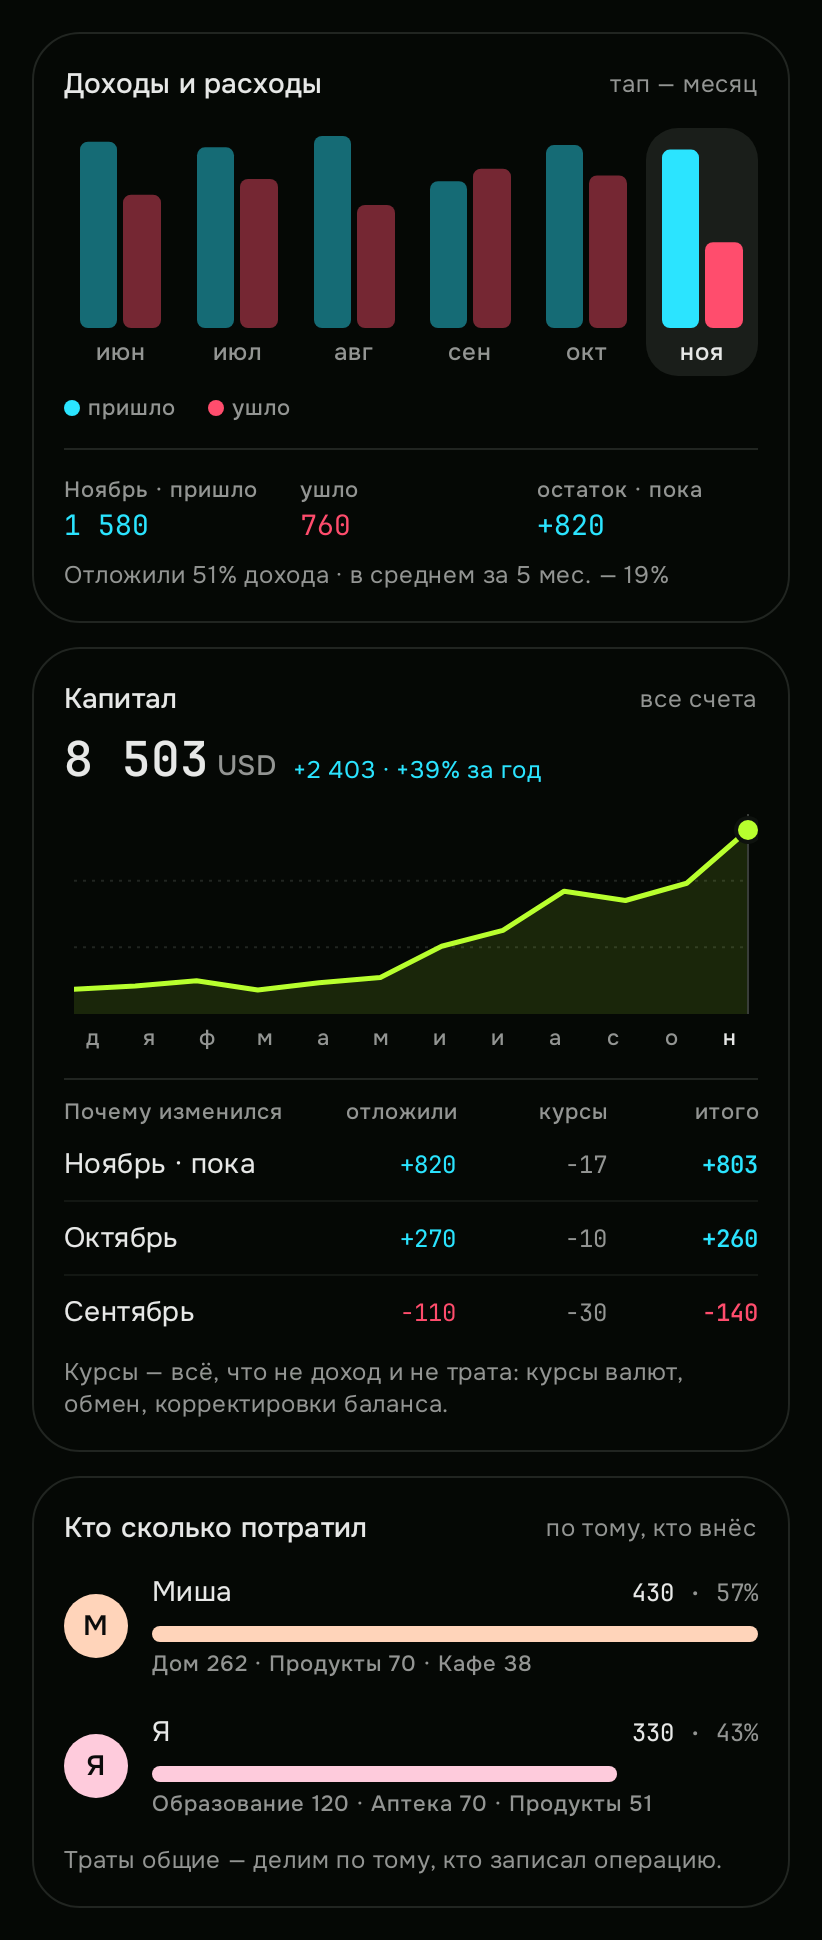 Доходы и расходы тап — месяц
июн июл авг сен окт ноя
пришло ушло
Ноябрь · пришло ушло остаток · пока
1 580 760 +820
Отложили 51% дохода · в среднем за 5 мес. — 19%
Капитал все счета
8 503 USD +2 403 · +39% за год
д я ф м а м и и а с о н
Почему изменился отложили курсы итого
Ноябрь · пока +820 -17 +803
Октябрь +270 -10 +260
Сентябрь -110 -30 -140
Курсы — всё, что не доход и не трата: курсы валют,
обмен, корректировки баланса.
Кто сколько потратил по тому, кто внёс
М Миша 430 · 57%
Дом 262 · Продукты 70 · Кафе 38
Я Я 330 · 43%
Образование 120 · Аптека 70 · Продукты 51
Траты общие — делим по тому, кто записал операцию.